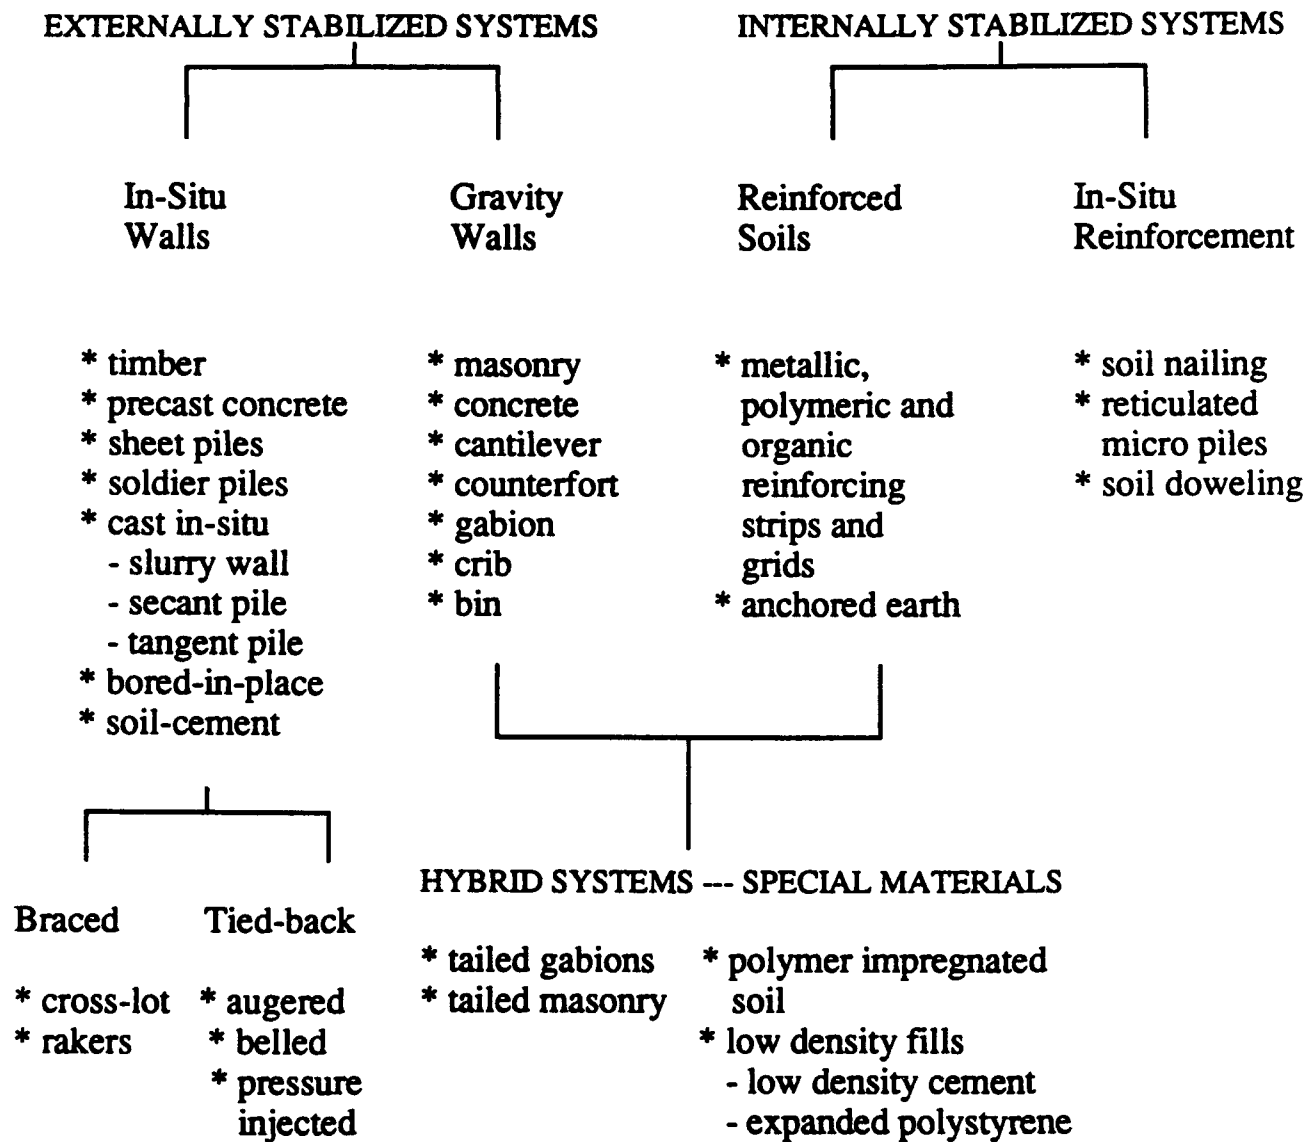 EXTERNALLY STABILIZED SYSTEMS
INTERNALLY STABILIZED SYSTEMS
In-Situ
Walls
Gravity
Walls
Reinforced
Soils
In-Situ
Reinforcement
* timber
* precast concrete
* sheet piles
* soldier piles
* cast in-situ
- slurry wall
- secant pile
- tangent pile
* bored-in-place
* soil-cement
* masonry
* concrete
* cantilever
* counterfort
* gabion
* crib
* bin
* metallic,
polymeric and
organic
reinforcing
strips and
grids
* anchored earth
* soil nailing
* reticulated
micro piles
* soil doweling
Braced
* cross-lot
* rakers
Tied-back
* augered
* belled
* pressure
injected
HYBRID SYSTEMS --- SPECIAL MATERIALS
* tailed gabions
* tailed masonry
* polymer impregnated
soil
* low density fills
- low density cement
- expanded polystyrene